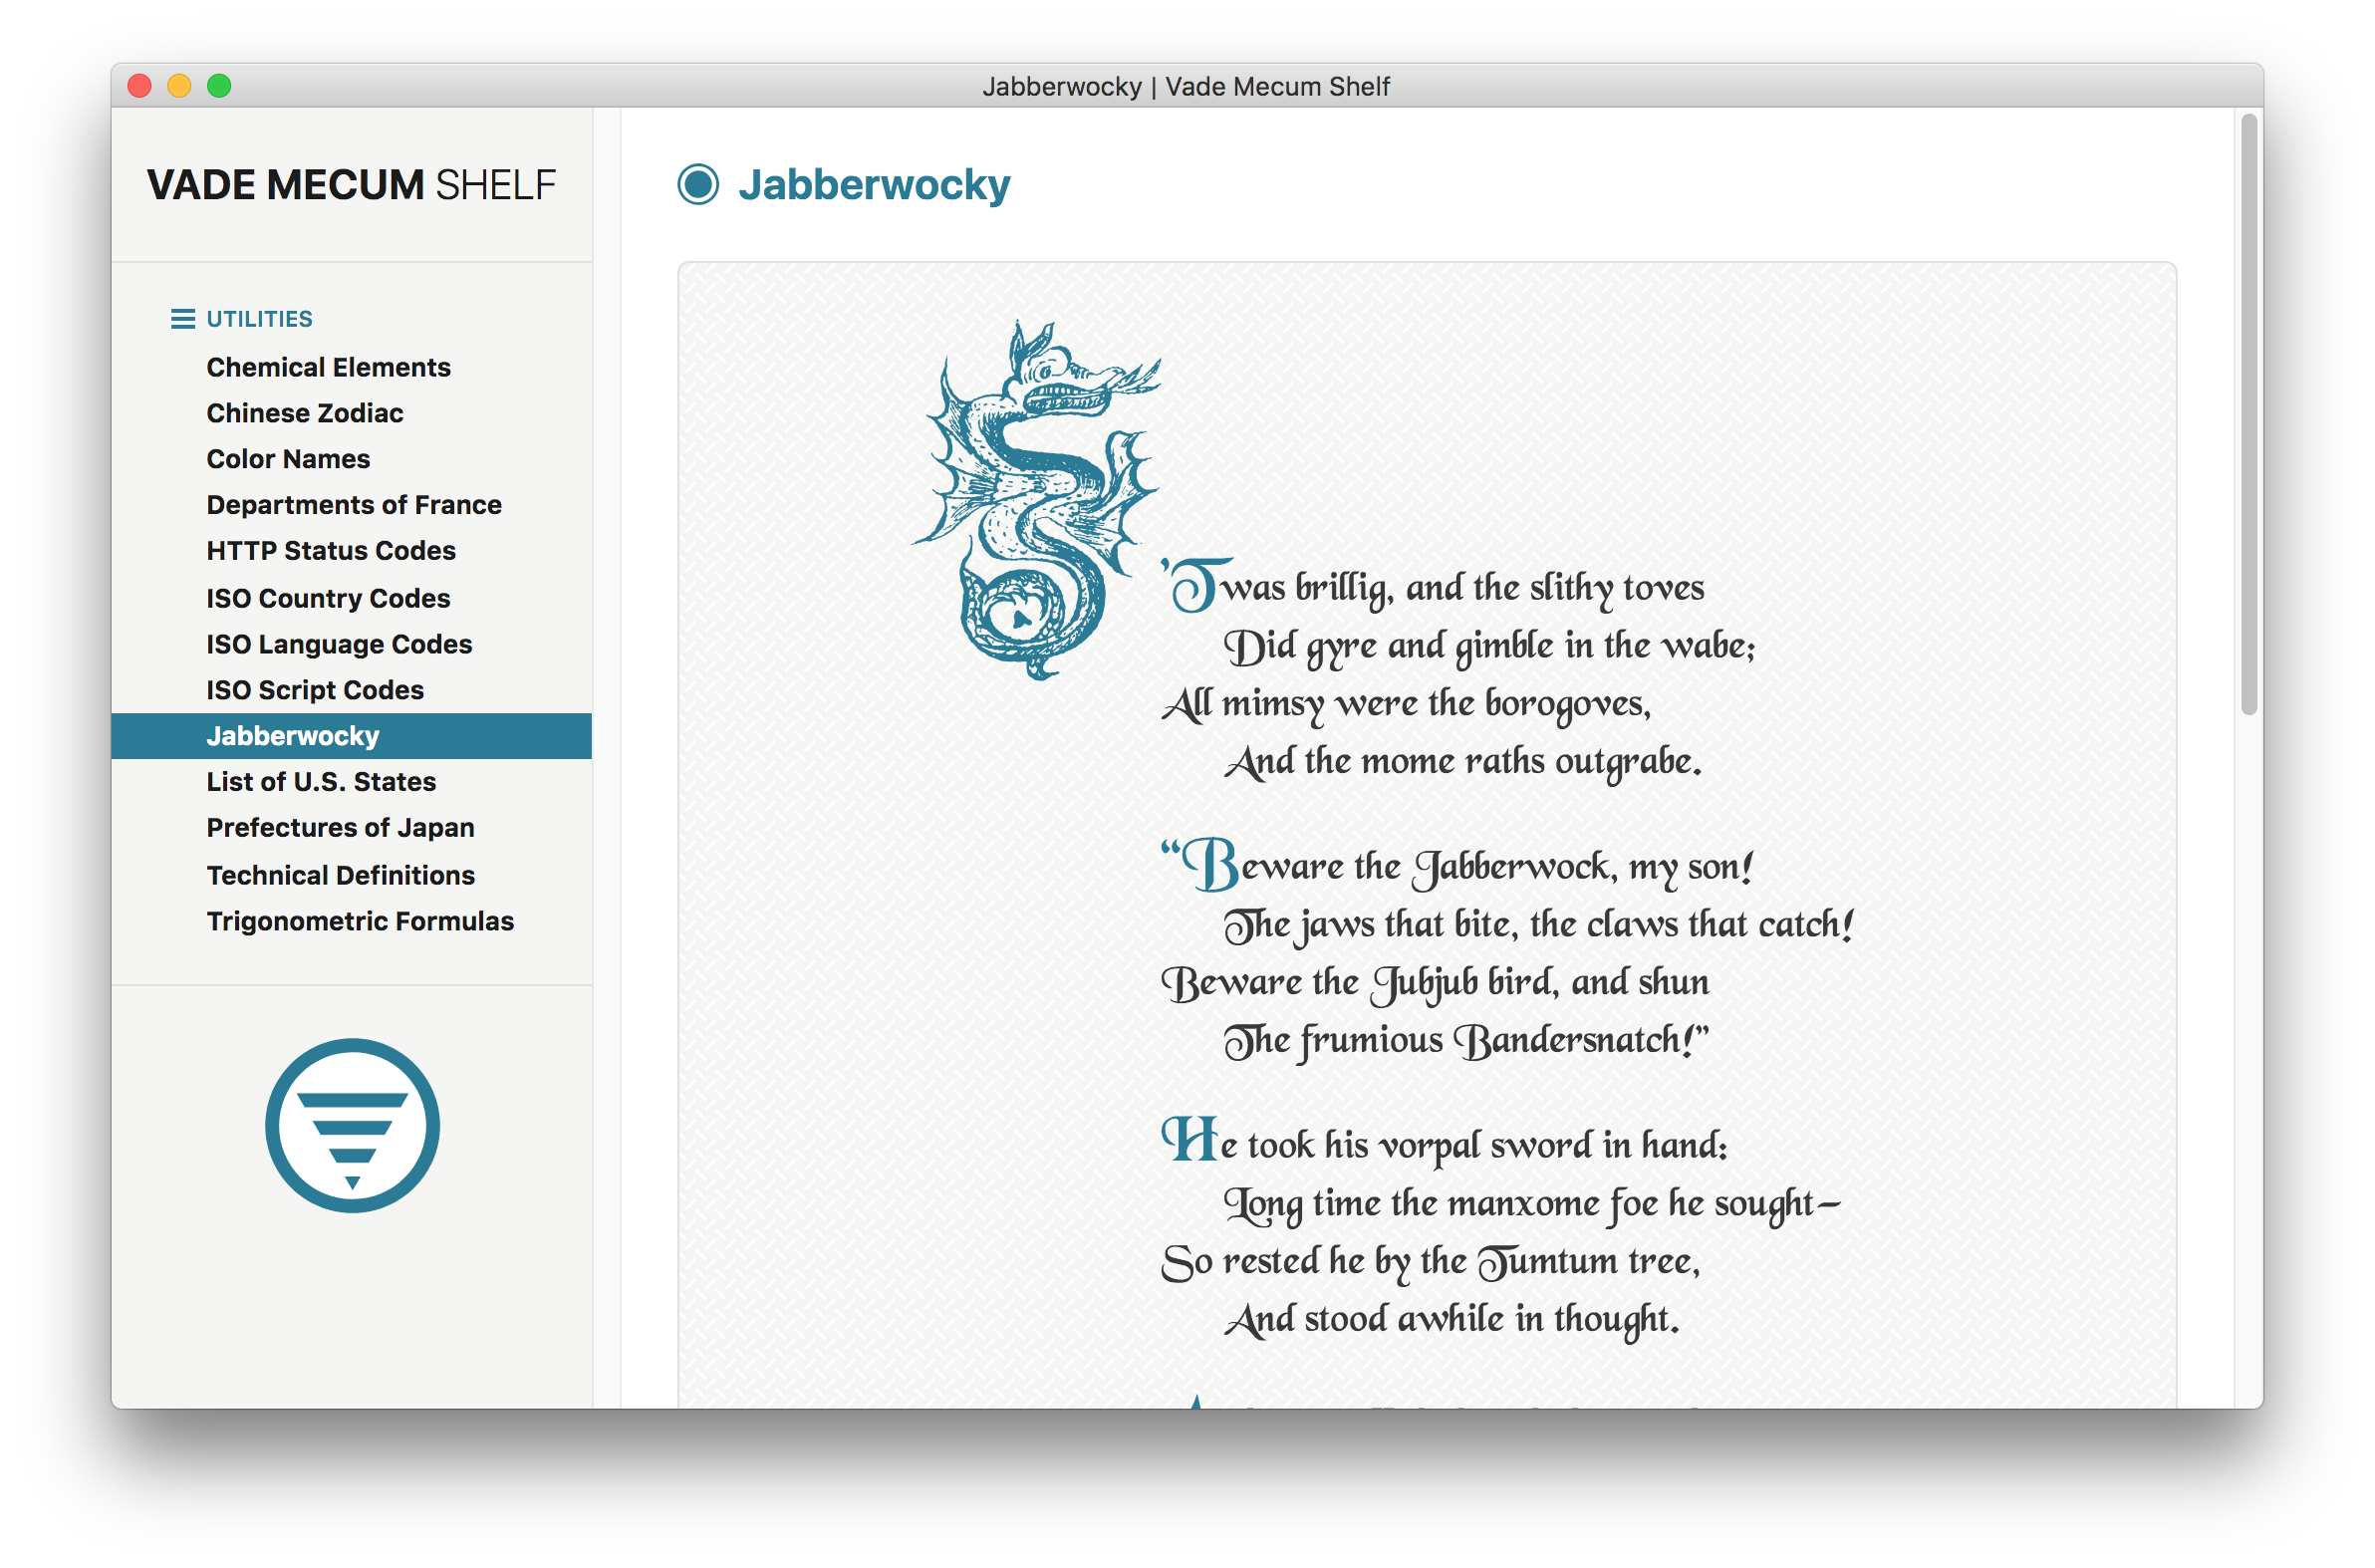 Jabberwocky | Vade Mecum Shelf
VADE MECUM SHELF
UTILITIES
Chemical Elements
Chinese Zodiac
Color Names
Departments of France
HTTP Status Codes
ISO Country Codes
ISO Language Codes
ISO Script Codes
Jabberwocky
List of U.S. States
Prefectures of Japan
Technical Definitions
Trigonometric Formulas
Jabberwocky
’Twas brillig, and the slithy toves
Did gyre and gimble in the wabe;
All mimsy were the borogoves,
And the mome raths outgrabe.
“Beware the Jabberwock, my son!
The jaws that bite, the claws that catch!
Beware the Jubjub bird, and shun
The frumious Bandersnatch!”
He took his vorpal sword in hand:
Long time the manxome foe he sought—
So rested he by the Tumtum tree,
And stood awhile in thought.